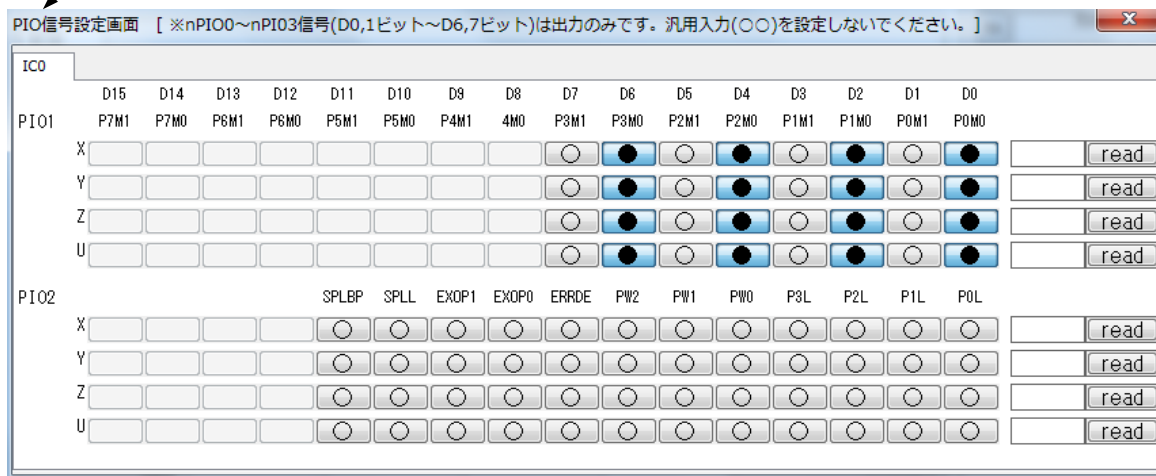 PIO信号設定画面 [ ※nPIO0～nPIO3信号(D0,1ビット～D6,7ビット)は出力のみです。汎用入力(○○)を設定しないでください。]
IC0
D15 D14 D13 D12 D11 D10 D9 D8 D7 D6 D5 D4 D3 D2 D1 D0
PIO1 P7M1 P7M0 P6M1 P6M0 P5M1 P5M0 P4M1 4M0 P3M1 P3M0 P2M1 P2M0 P1M1 P1M0 P0M1 P0M0
X read
Y read
Z read
U read
PIO2 SPLBP SPLL EXOP1 EXOP0 ERRDE PW2 PW1 PW0 P3L P2L P1L P0L
X read
Y read
Z read
U read